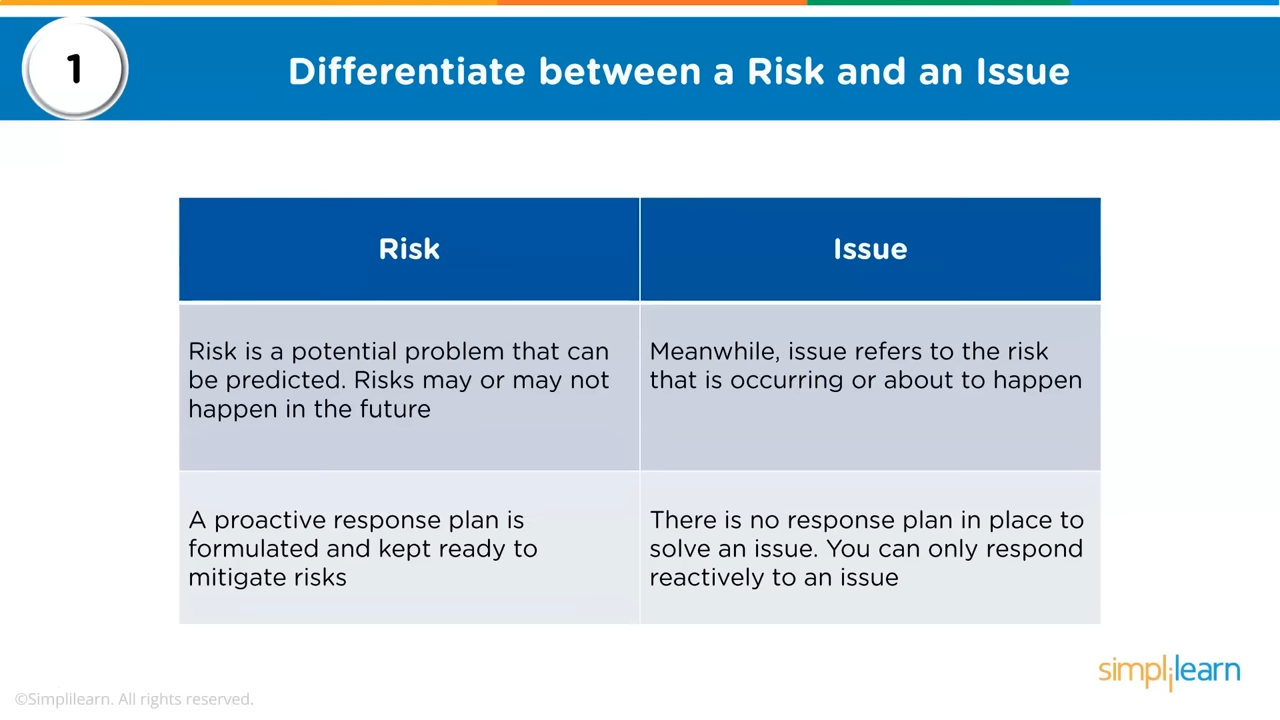 1
Differentiate between a Risk and an Issue
Risk
Issue
Risk is a potential problem that can
be predicted. Risks may or may not
happen in the future
Meanwhile, issue refers to the risk
that is occurring or about to happen
A proactive response plan is
formulated and kept ready to
mitigate risks
There is no response plan in place to
solve an issue. You can only respond
reactively to an issue
simplilearn
©Simplilearn. All rights reserved.